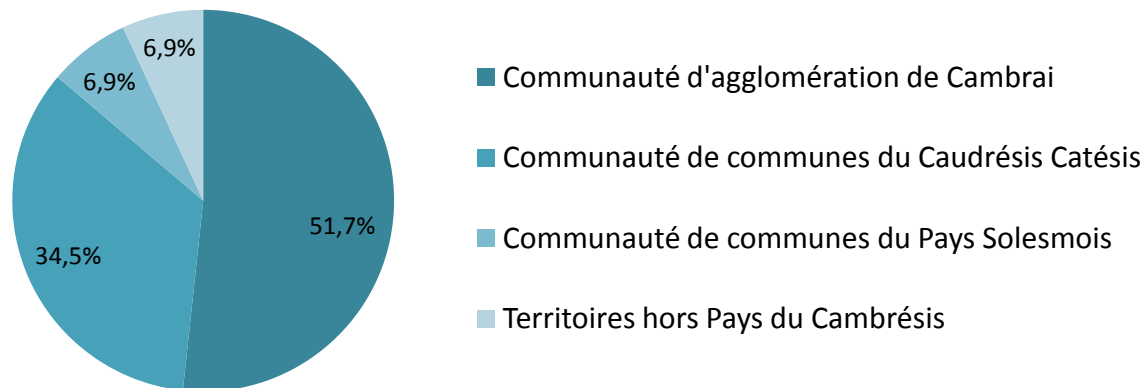 6,9%
6,9%
34,5%
51,7%
Communauté d'agglomération de Cambrai
Communauté de communes du Caudrésis Catésis
Communauté de communes du Pays Solesmois
Territoires hors Pays du Cambrésis